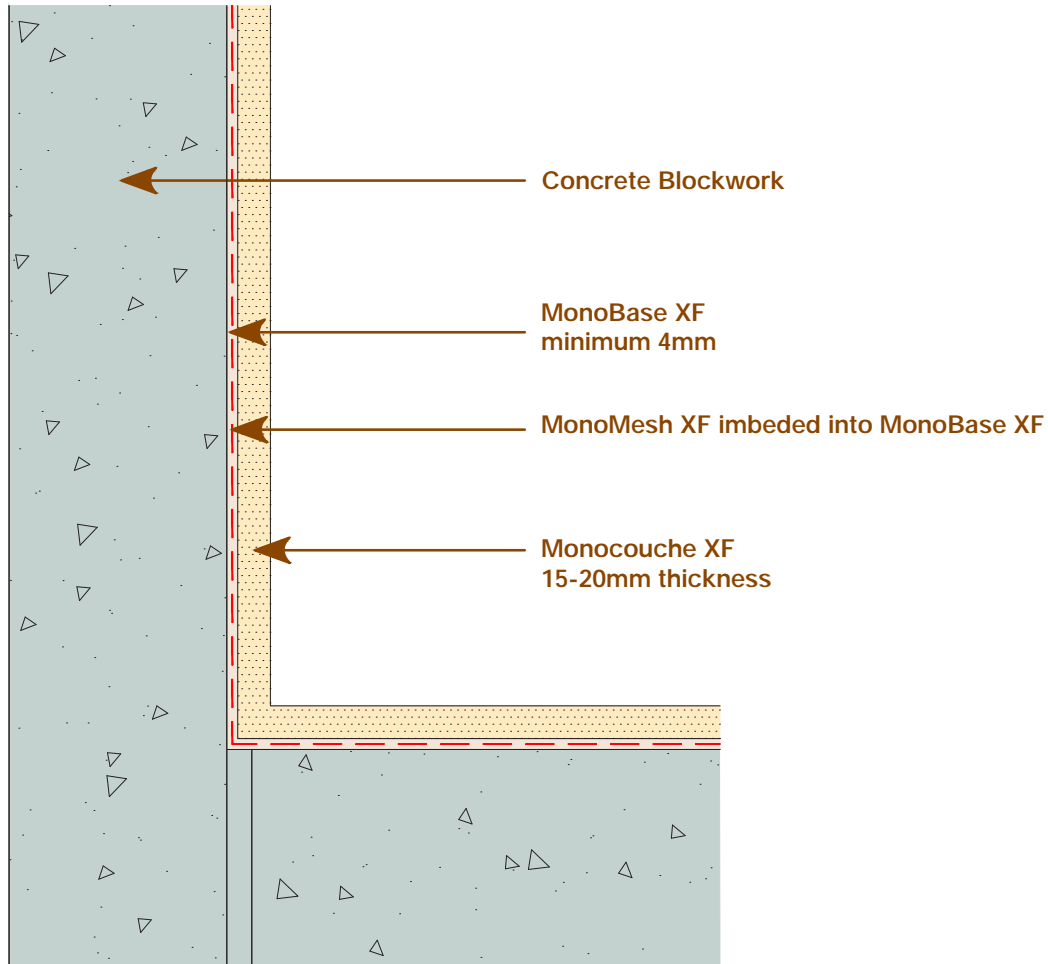 Concrete Blockwork
MonoBase XF
minimum 4mm
MonoMesh XF imbeded into MonoBase XF
Monocouche XF
15-20mm thickness